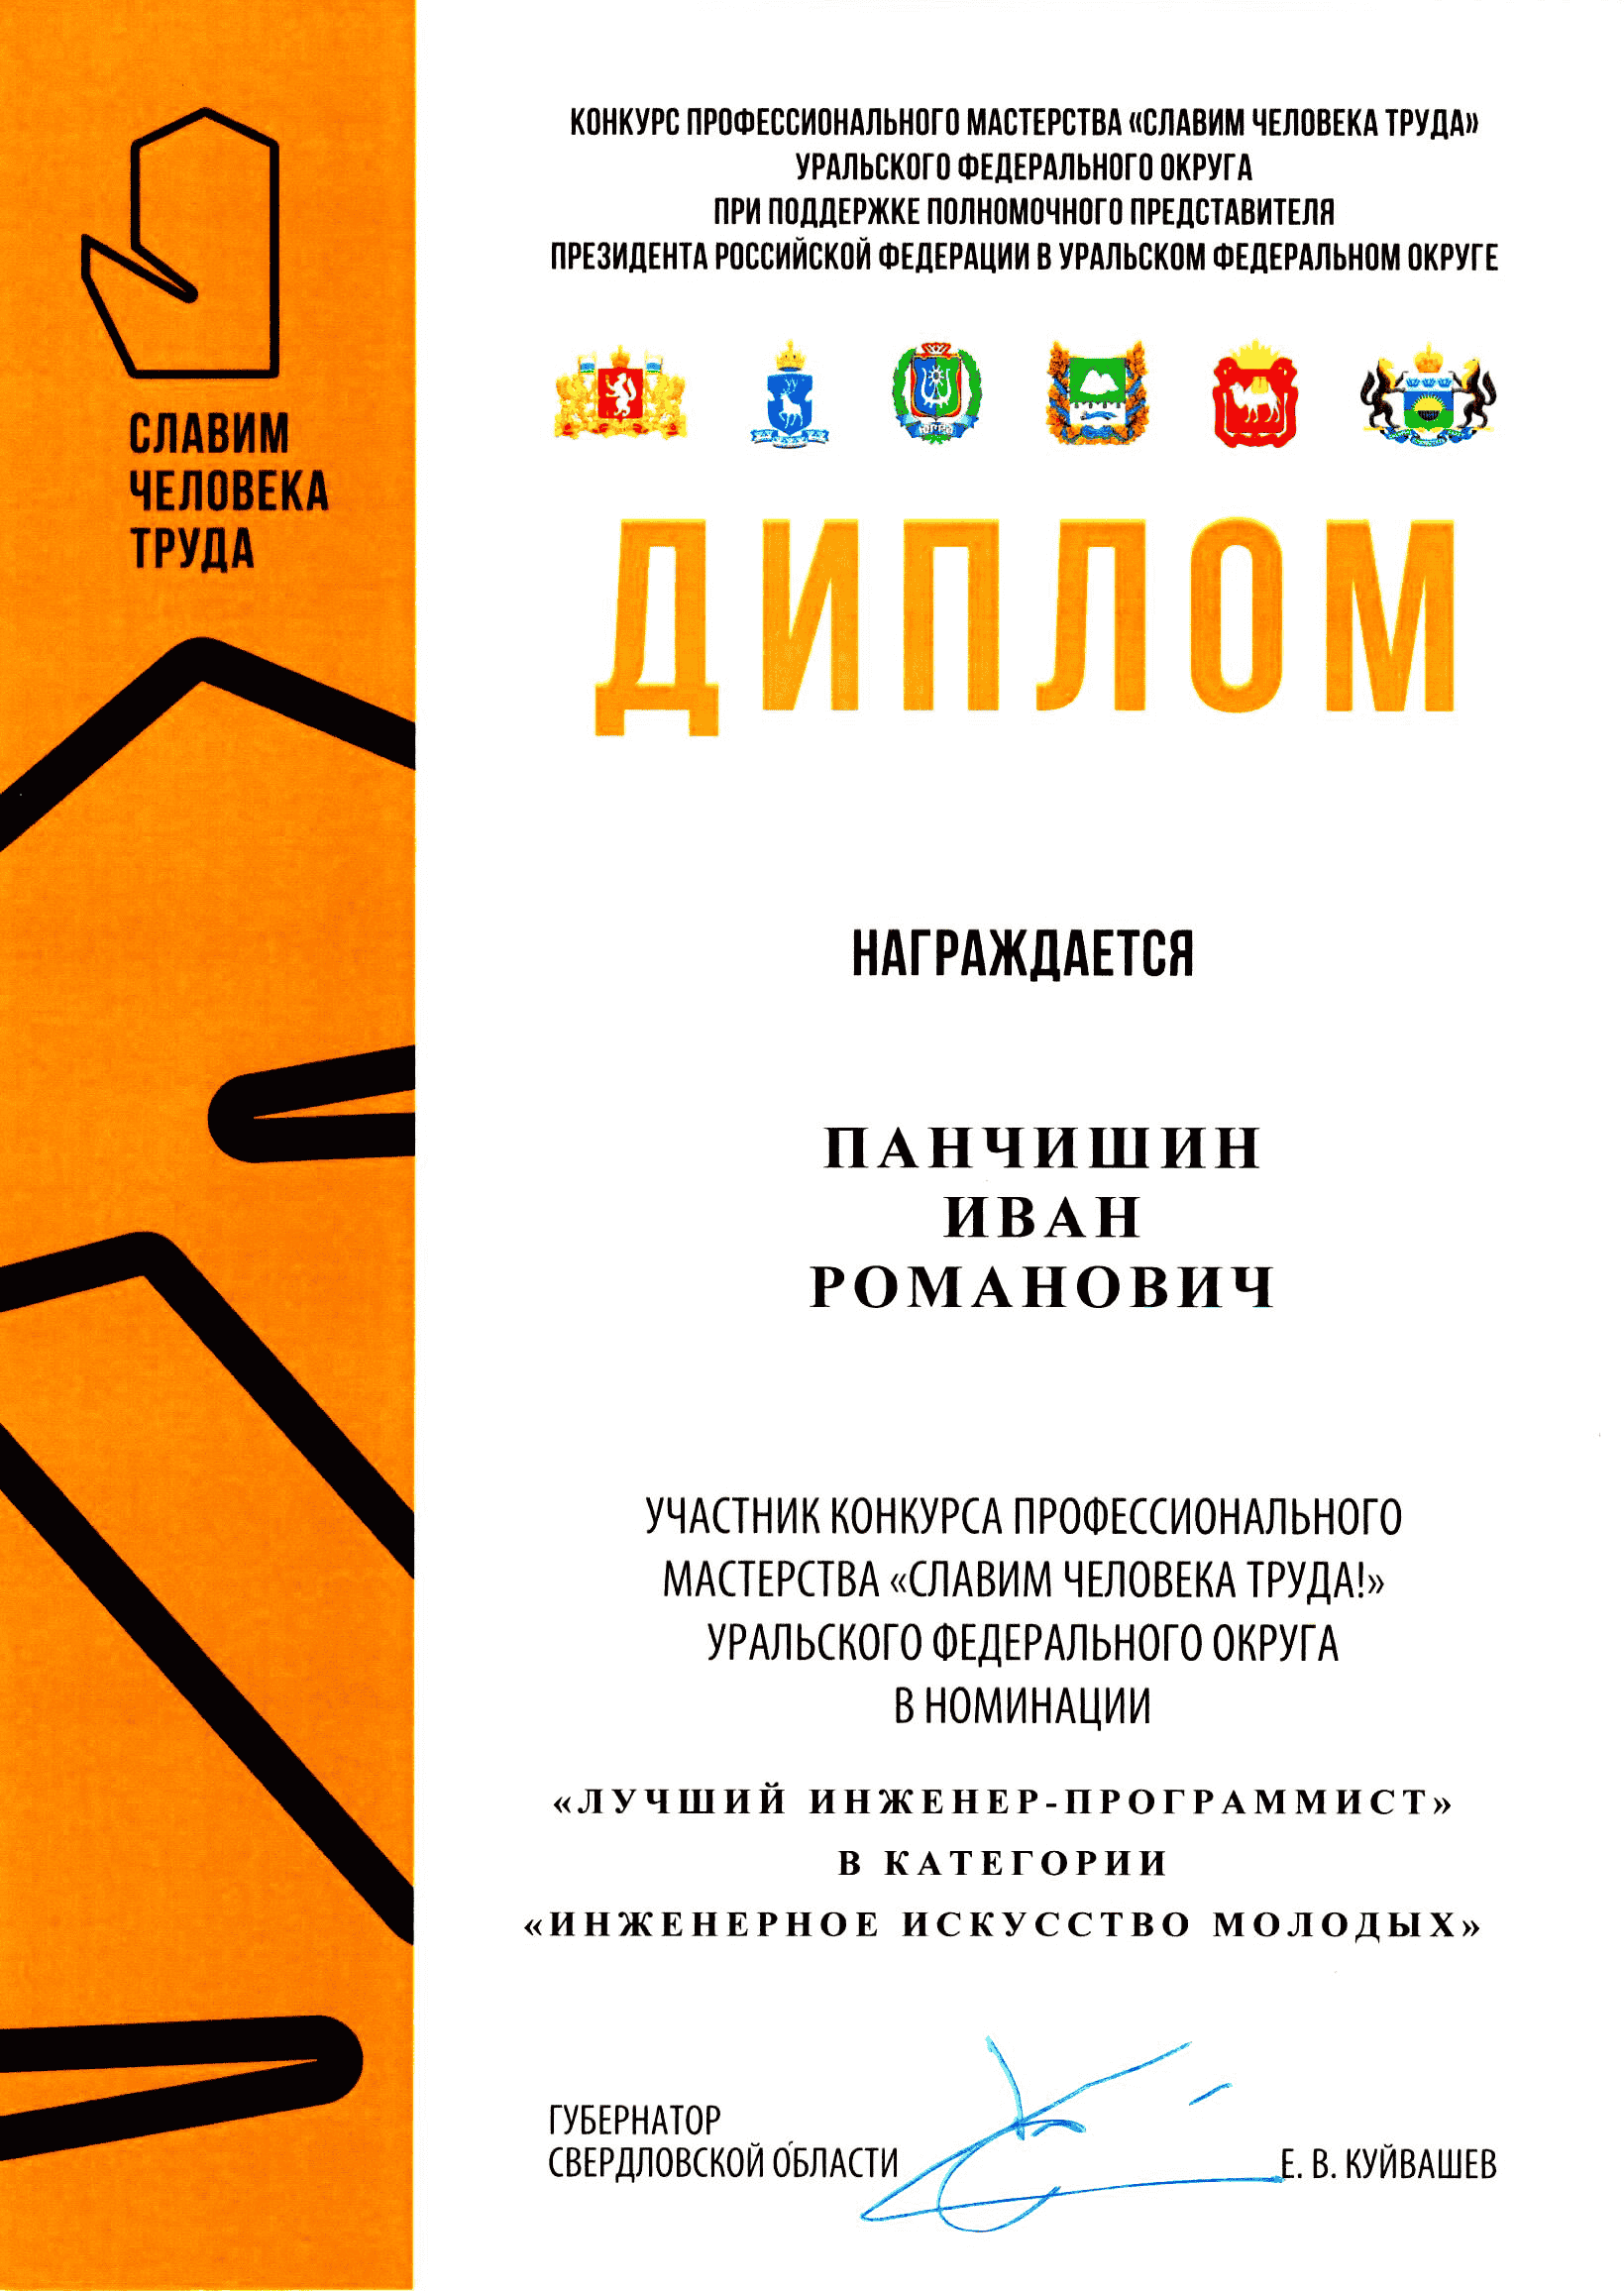 СЛАВИМ
ЧЕЛОВЕКА
ТРУДА
КОНКУРС ПРОФЕССИОНАЛЬНОГО МАСТЕРСТВА «СЛАВИМ ЧЕЛОВЕКА ТРУДА»
УРАЛЬСКОГО ФЕДЕРАЛЬНОГО ОКРУГА
ПРИ ПОДДЕРЖКЕ ПОЛНОМОЧНОГО ПРЕДСТАВИТЕЛЯ
ПРЕЗИДЕНТА РОССИЙСКОЙ ФЕДЕРАЦИИ В УРАЛЬСКОМ ФЕДЕРАЛЬНОМ ОКРУГЕ
ЮГРА
ДИПЛОМ
НАГРАЖДАЕТСЯ
ПАНЧИШИН
ИВАН
РОМАНОВИЧ
УЧАСТНИК КОНКУРСА ПРОФЕССИОНАЛЬНОГО
МАСТЕРСТВА «СЛАВИМ ЧЕЛОВЕКА ТРУДА!»
УРАЛЬСКОГО ФЕДЕРАЛЬНОГО ОКРУГА
В НОМИНАЦИИ
«ЛУЧШИЙ ИНЖЕНЕР-ПРОГРАММИСТ»
В КАТЕГОРИИ
«ИНЖЕНЕРНОЕ ИСКУССТВО МОЛОДЫХ»
ГУБЕРНАТОР
СВЕРДЛОВСКОЙ ОБЛАСТИ
Е. В. КУЙВАШЕВ